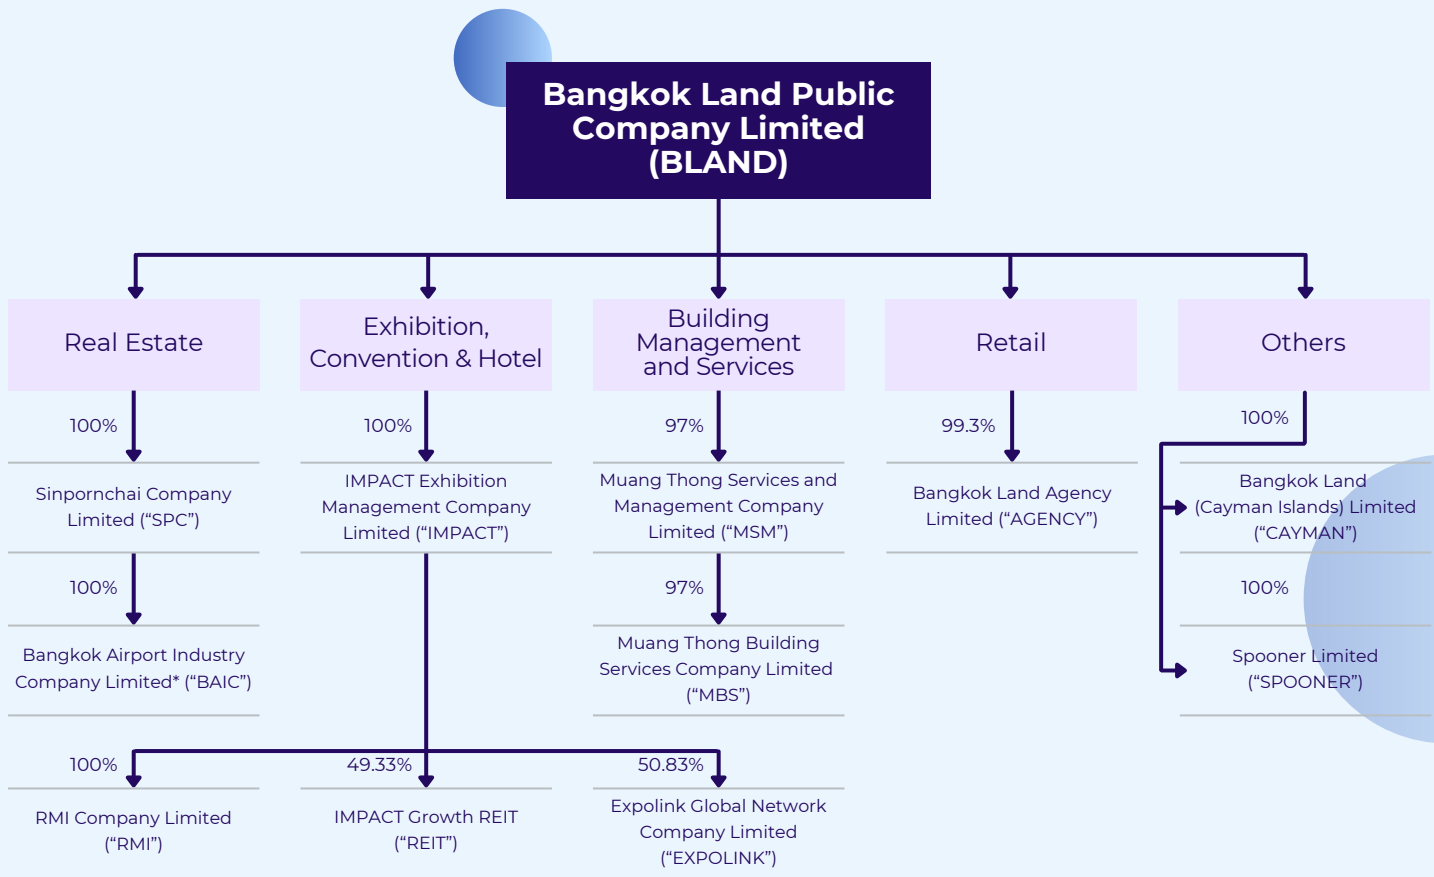 Bangkok Land Public
Company Limited
(BLAND)
Real Estate
Exhibition,
Convention & Hotel
Building
Management
and Services
Retail
Others
100%
100%
97%
99.3%
100%
Sinpornchai Company
Limited (“SPC”)
IMPACT Exhibition
Management Company
Limited (“IMPACT”)
Muang Thong Services and
Management Company
Limited (“MSM”)
Bangkok Land Agency
Limited (“AGENCY”)
Bangkok Land
(Cayman Islands) Limited
(“CAYMAN”)
100%
97%
100%
Bangkok Airport Industry
Company Limited* (“BAIC”)
Muang Thong Building
Services Company Limited
(“MBS”)
Spooner Limited
(“SPOONER”)
100%
49.33%
50.83%
RMI Company Limited
(“RMI”)
IMPACT Growth REIT
(“REIT”)
Expolink Global Network
Company Limited
(“EXPOLINK”)